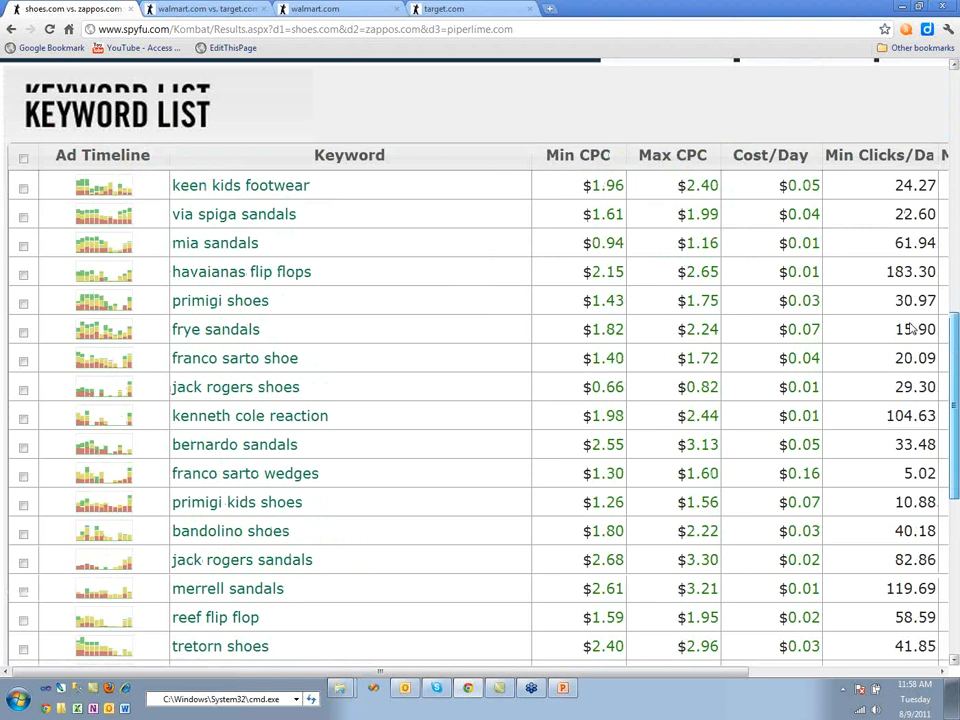 shoes.com vs. zappos.com
walmart.com vs. target.com
walmart.com
target.com
www.spyfu.com/Kombat/Results.aspx?d1=shoes.com&d2=zappos.com&d3=piperlime.com
Google Bookmark
YouTube - Access ...
EditThisPage
Other bookmarks
KEYWORD LIST
KEYWORD LIST
Ad Timeline Keyword Min CPC Max CPC Cost/Day Min Clicks/Da M
keen kids footwear $1.96 $2.40 $0.05 24.27
via spiga sandals $1.61 $1.99 $0.04 22.60
mia sandals $0.94 $1.16 $0.01 61.94
havaianas flip flops $2.15 $2.65 $0.01 183.30
primigi shoes $1.43 $1.75 $0.03 30.97
frye sandals $1.82 $2.24 $0.07 15.90
franco sarto shoe $1.40 $1.72 $0.04 20.09
jack rogers shoes $0.66 $0.82 $0.01 29.30
kenneth cole reaction $1.98 $2.44 $0.01 104.63
bernardo sandals $2.55 $3.13 $0.05 33.48
franco sarto wedges $1.30 $1.60 $0.16 5.02
primigi kids shoes $1.26 $1.56 $0.07 10.88
bandolino shoes $1.80 $2.22 $0.03 40.18
jack rogers sandals $2.68 $3.30 $0.02 82.86
merrell sandals $2.61 $3.21 $0.01 119.69
reef flip flop $1.59 $1.95 $0.02 58.59
tretorn shoes $2.40 $2.96 $0.03 41.85
C:\Windows\System32\cmd.exe
11:58 AM
Tuesday
8/9/2011